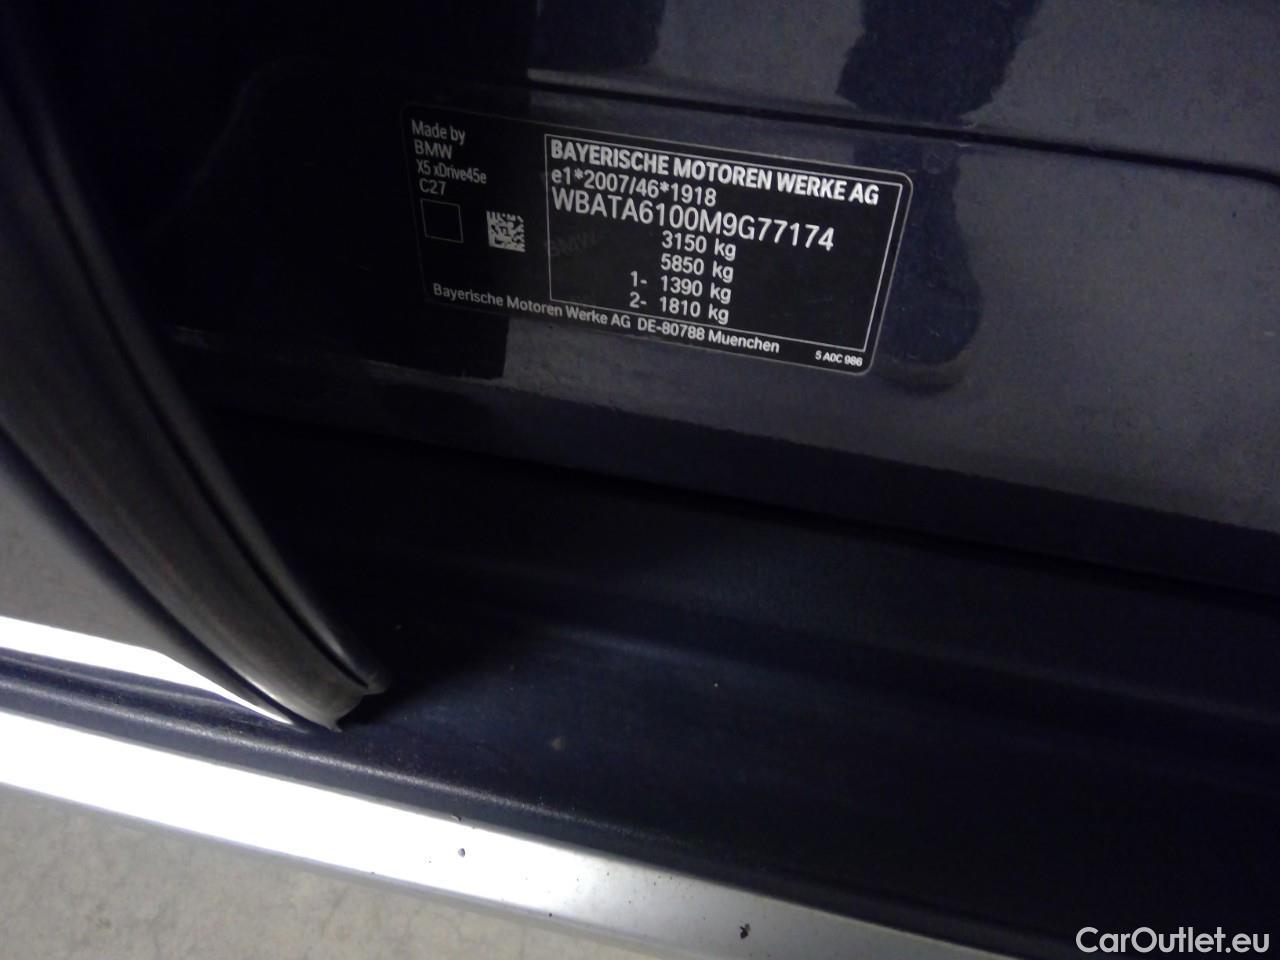 Made by
BMW
X5 xDrive45e
C27
BAYERISCHE MOTOREN WERKE AG
e1*2007/46*1918
WBATA6100M9G77174
3150 kg
5850 kg
1- 1390 kg
2- 1810 kg
Bayerische Motoren Werke AG DE-80788 Muenchen
5 A0C 986
CarOutlet.eu